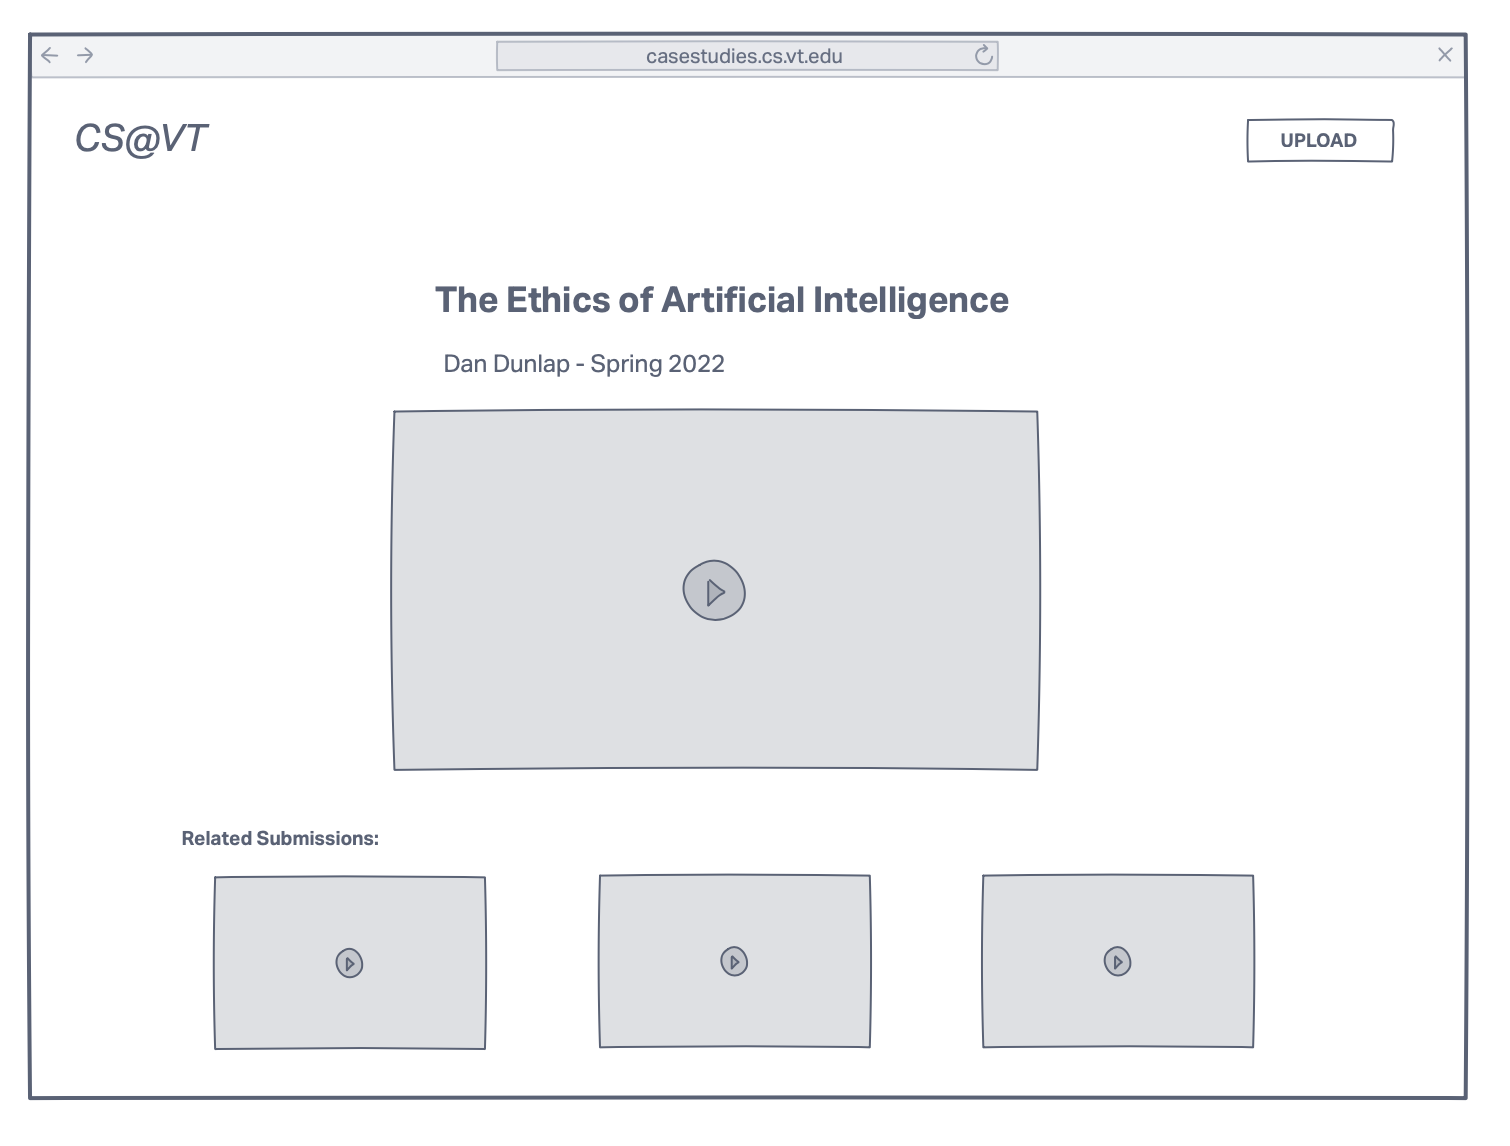 casestudies.cs.vt.edu
CS@VT
UPLOAD
The Ethics of Artificial Intelligence
Dan Dunlap - Spring 2022
Related Submissions: